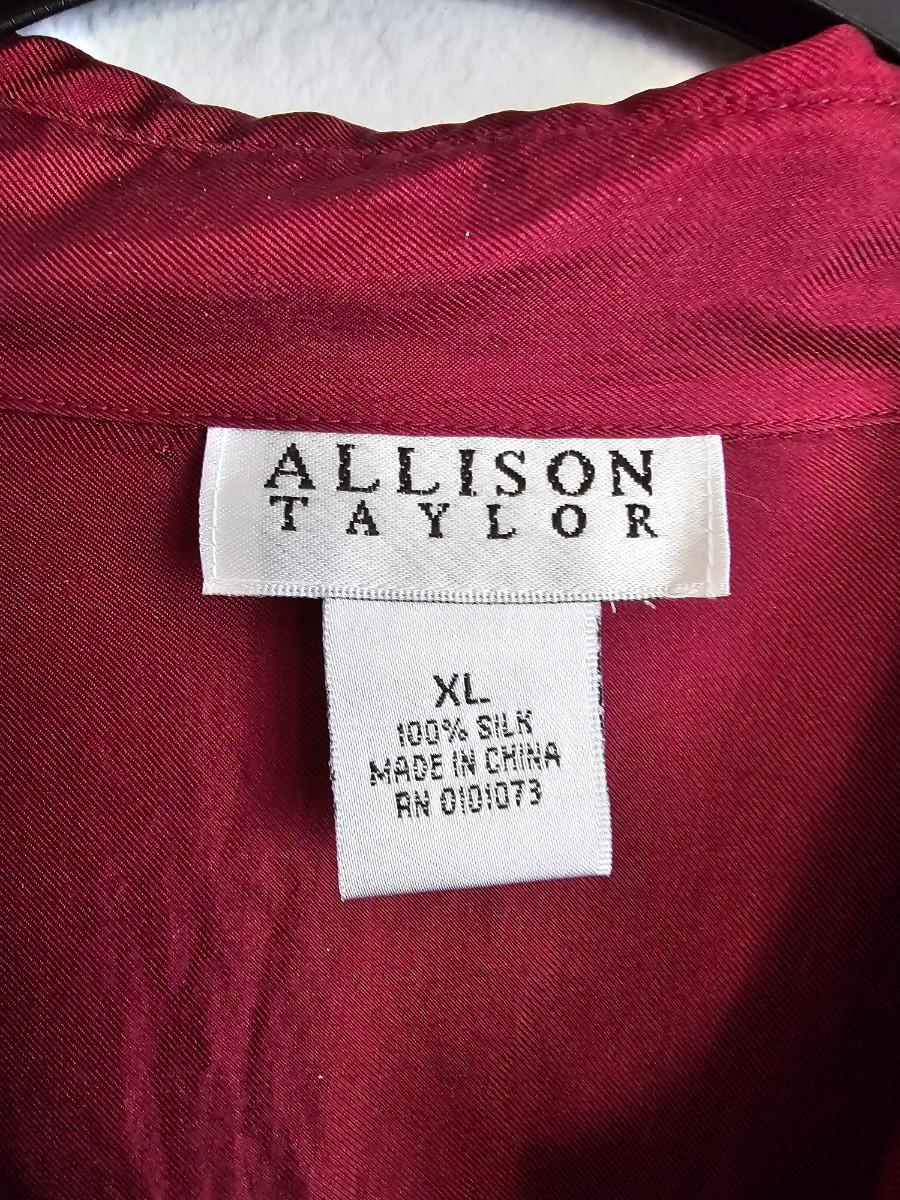 ALLISON
TAYLOR
XL
100% SILK
MADE IN CHINA
RN 0101073